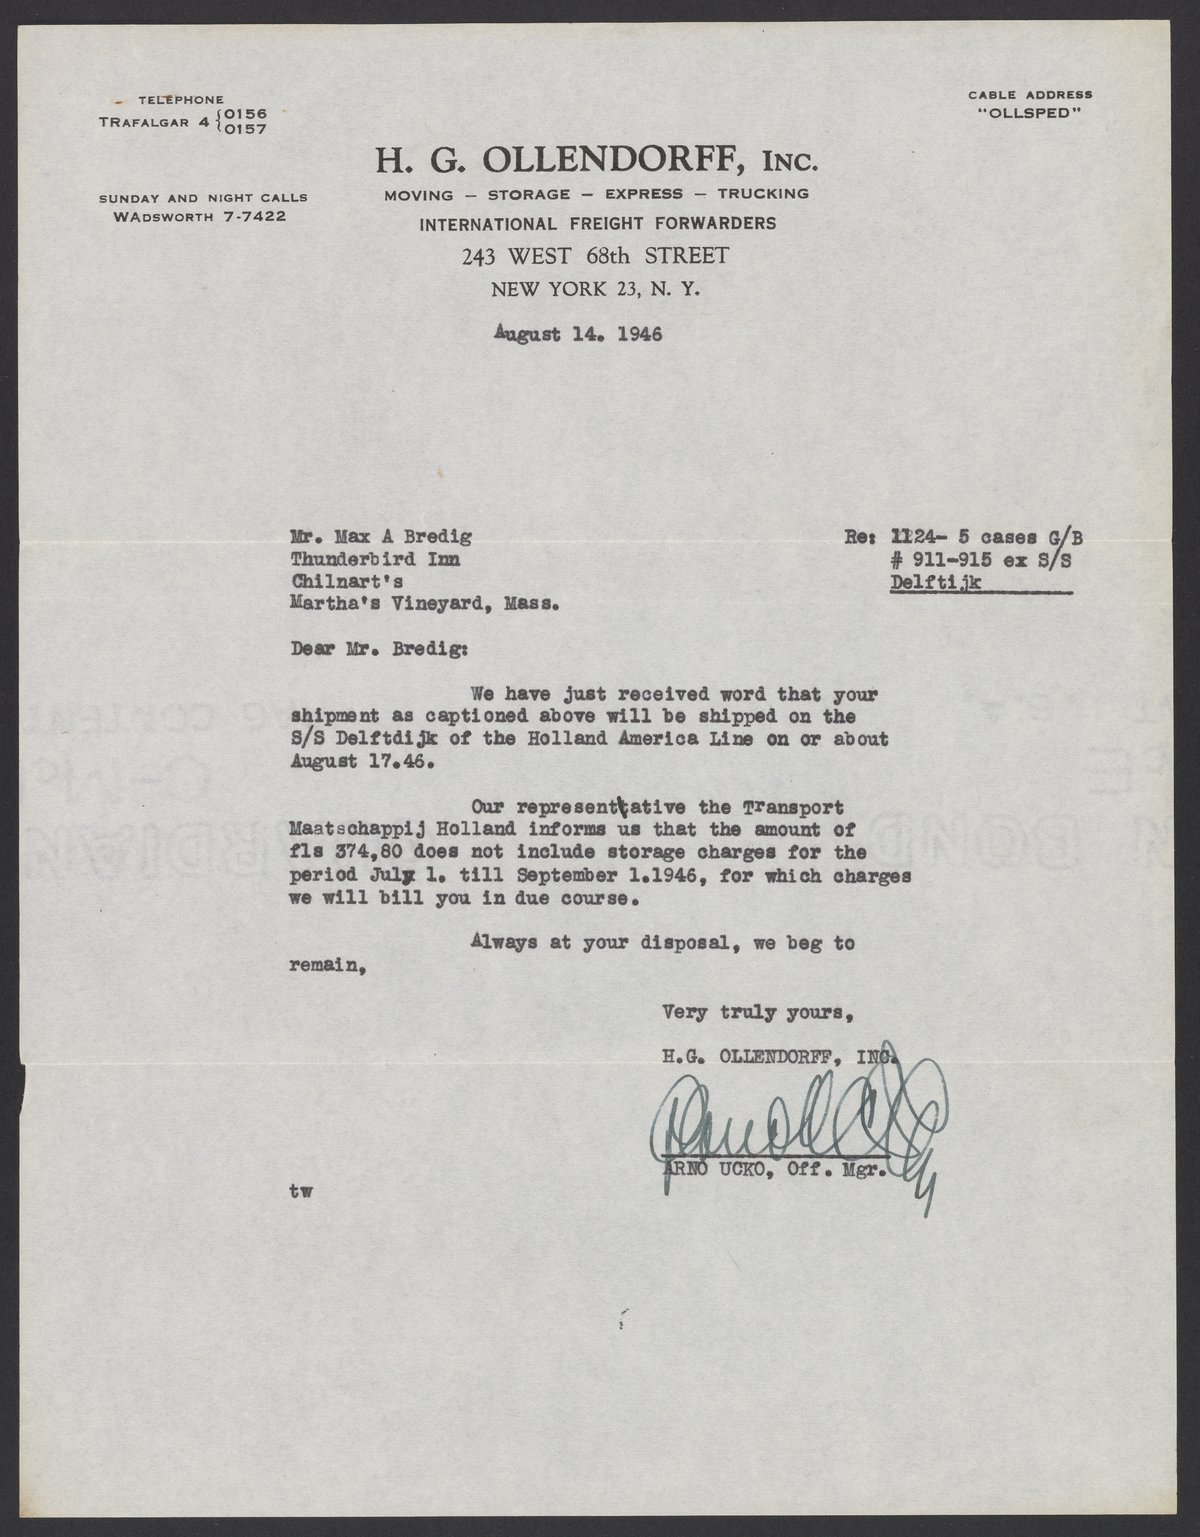 TELEPHONE
TRAFALGAR 4 {0156
0157
CABLE ADDRESS
"OLLSPED"
SUNDAY AND NIGHT CALLS
WADSWORTH 7-7422
H. G. OLLENDORFF, INC.
MOVING — STORAGE — EXPRESS — TRUCKING
INTERNATIONAL FREIGHT FORWARDERS
243 WEST 68th STREET
NEW YORK 23, N. Y.
August 14. 1946
Mr. Max A Bredig
Thunderbird Inn
Chilnart's
Martha's Vineyard, Mass.
Re: 1124- 5 cases G/B
# 911-915 ex S/S
Delftijk
Dear Mr. Bredig:
We have just received word that your
shipment as captioned above will be shipped on the
S/S Delftdijk of the Holland America Line on or about
August 17.46.
Our representtative the Transport
Maatschappij Holland informs us that the amount of
fls 374,80 does not include storage charges for the
period July 1. till September 1.1946, for which charges
we will bill you in due course.
Always at your disposal, we beg to
remain,
Very truly yours,
H.G. OLLENDORFF, INC.
ARNO UCKO, Off. Mgr.
tw